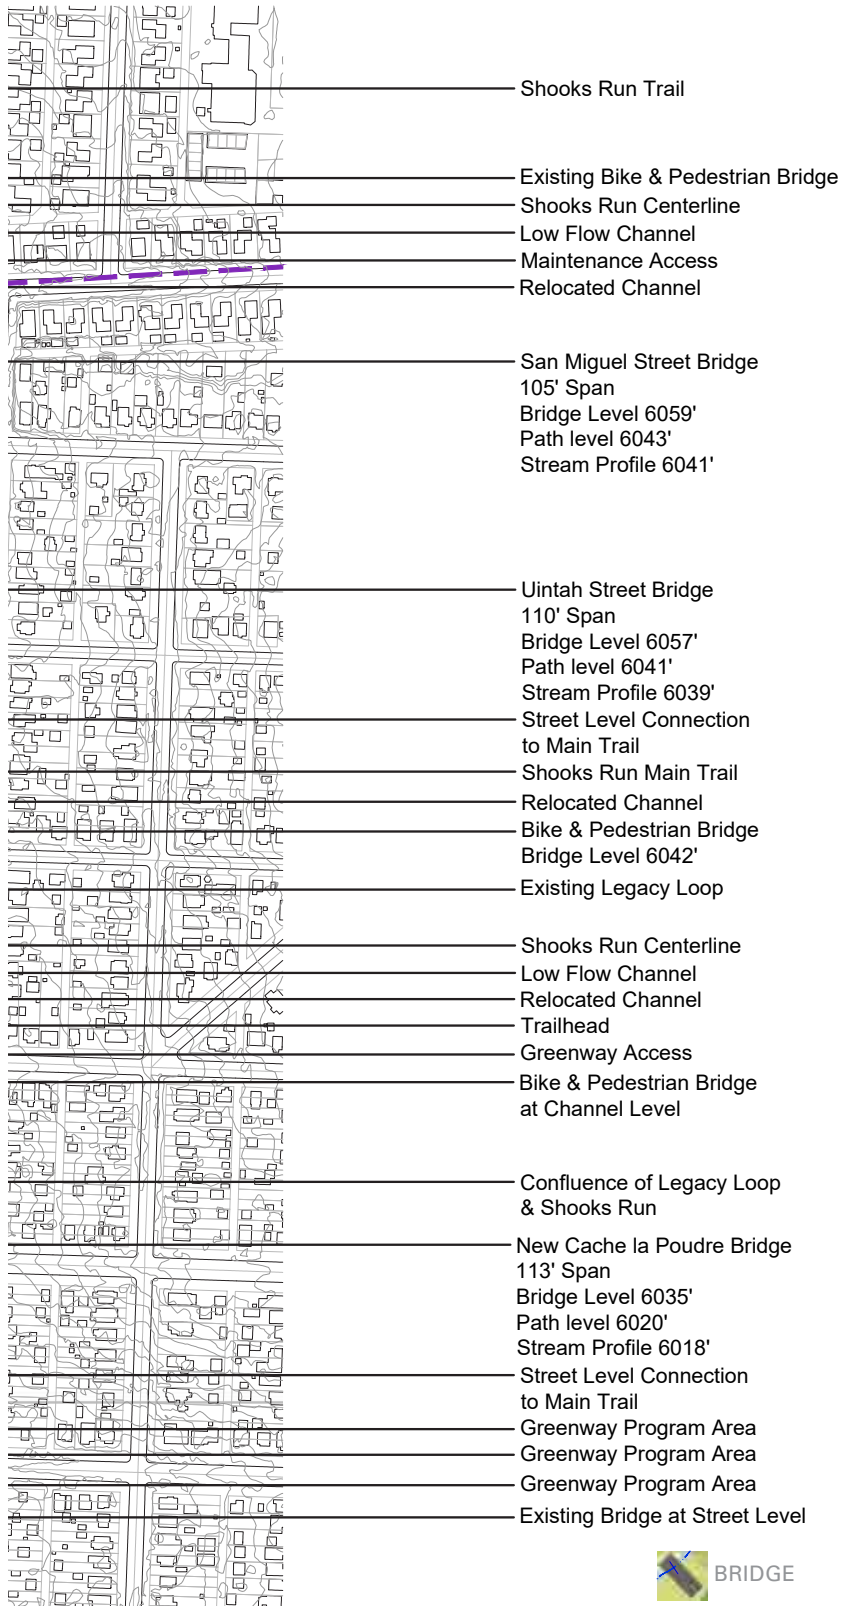 Shooks Run Trail
Existing Bike & Pedestrian Bridge
Shooks Run Centerline
Low Flow Channel
Maintenance Access
Relocated Channel
San Miguel Street Bridge
105' Span
Bridge Level 6059'
Path level 6043'
Stream Profile 6041'
Uintah Street Bridge
110' Span
Bridge Level 6057'
Path level 6041'
Stream Profile 6039'
Street Level Connection
to Main Trail
Shooks Run Main Trail
Relocated Channel
Bike & Pedestrian Bridge
Bridge Level 6042'
Existing Legacy Loop
Shooks Run Centerline
Low Flow Channel
Relocated Channel
Trailhead
Greenway Access
Bike & Pedestrian Bridge
at Channel Level
Confluence of Legacy Loop
& Shooks Run
New Cache la Poudre Bridge
113' Span
Bridge Level 6035'
Path level 6020'
Stream Profile 6018'
Street Level Connection
to Main Trail
Greenway Program Area
Greenway Program Area
Greenway Program Area
Existing Bridge at Street Level
BRIDGE